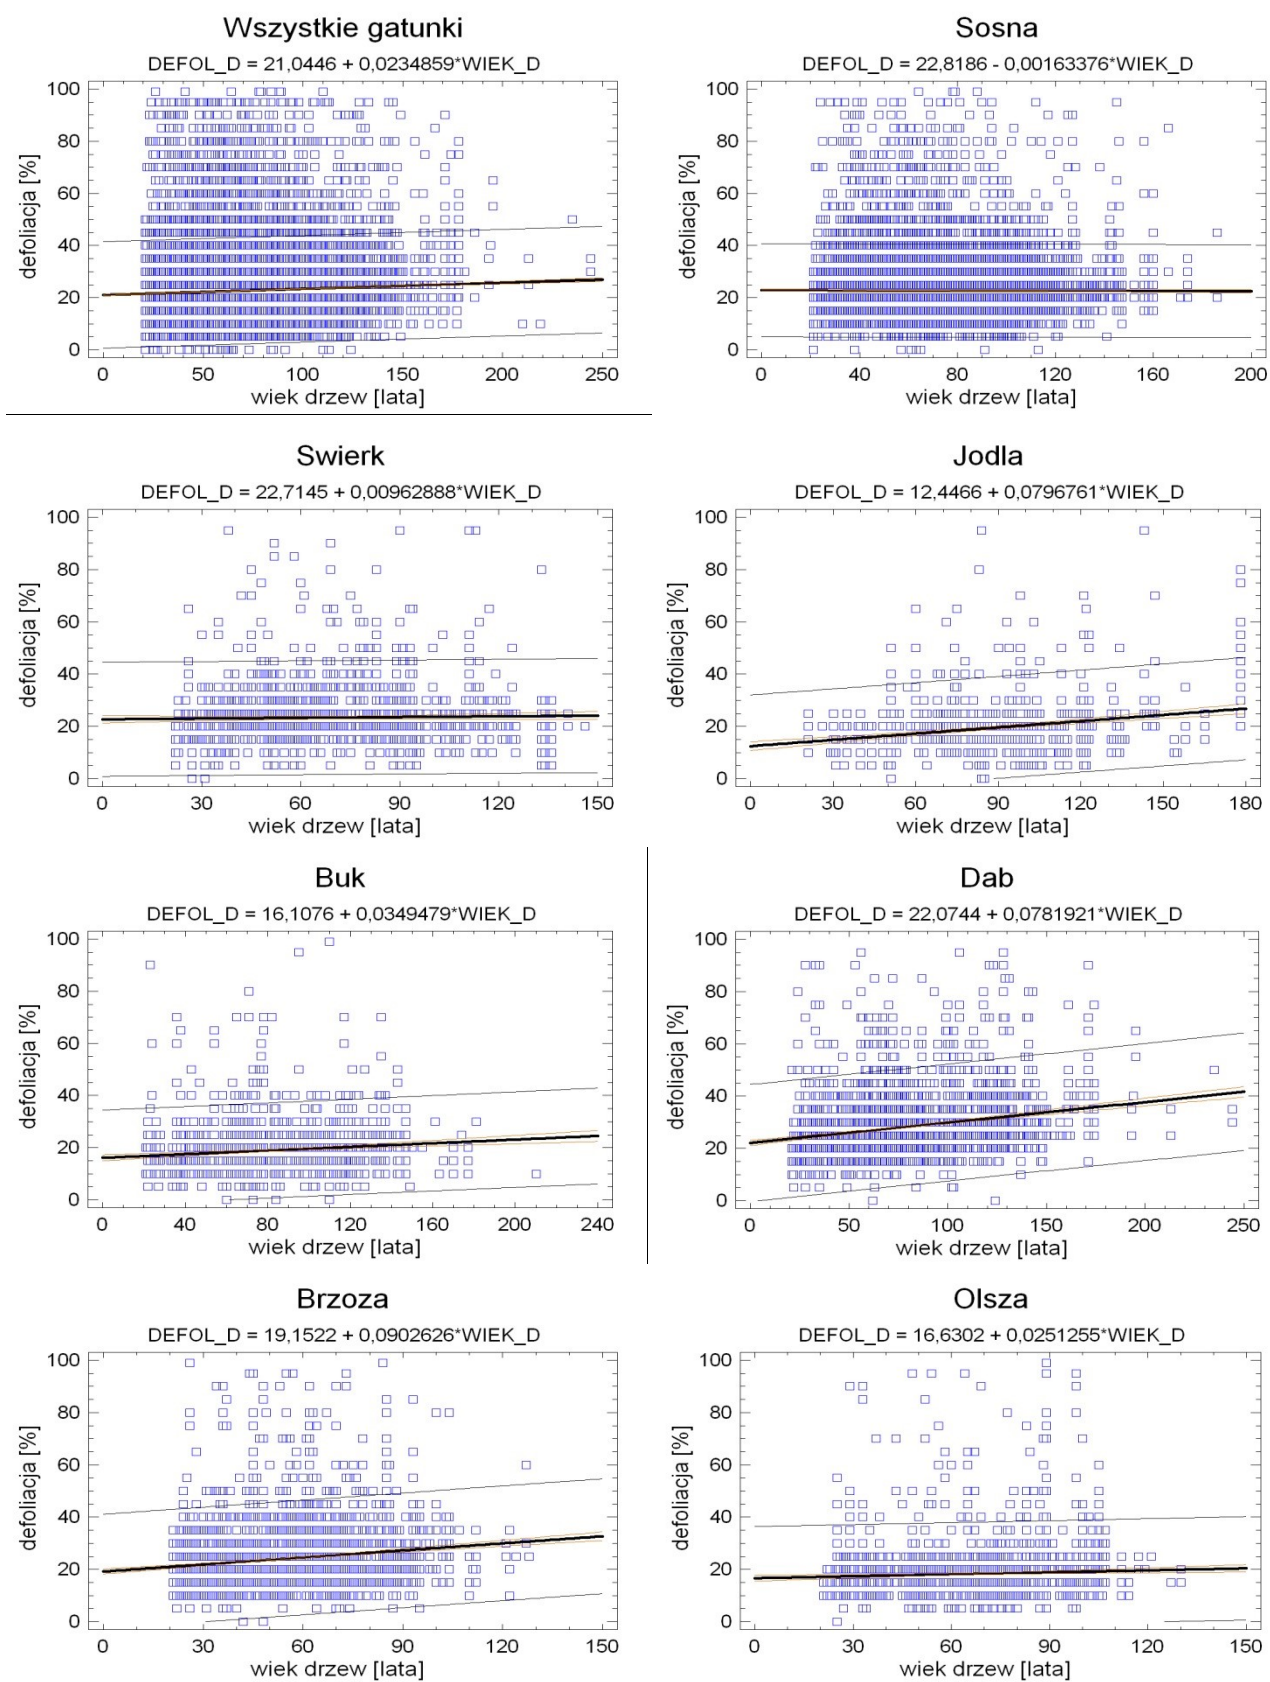 Wszystkie gatunki
DEFOL_D = 21,0446 + 0,0234859*WIEK_D
defoliacja [%]
100
80
60
40
20
0
0 50 100 150 200 250
wiek drzew [lata]
Sosna
DEFOL_D = 22,8186 - 0,00163376*WIEK_D
defoliacja [%]
100
80
60
40
20
0
0 40 80 120 160 200
wiek drzew [lata]
Swierk
DEFOL_D = 22,7145 + 0,00962888*WIEK_D
defoliacja [%]
100
80
60
40
20
0
0 30 60 90 120 150
wiek drzew [lata]
Jodla
DEFOL_D = 12,4466 + 0,0796761*WIEK_D
defoliacja [%]
100
80
60
40
20
0
0 30 60 90 120 150 180
wiek drzew [lata]
Buk
DEFOL_D = 16,1076 + 0,0349479*WIEK_D
defoliacja [%]
100
80
60
40
20
0
0 40 80 120 160 200 240
wiek drzew [lata]
Dab
DEFOL_D = 22,0744 + 0,0781921*WIEK_D
defoliacja [%]
100
80
60
40
20
0
0 50 100 150 200 250
wiek drzew [lata]
Brzoza
DEFOL_D = 19,1522 + 0,0902626*WIEK_D
defoliacja [%]
100
80
60
40
20
0
0 30 60 90 120 150
wiek drzew [lata]
Olsza
DEFOL_D = 16,6302 + 0,0251255*WIEK_D
defoliacja [%]
100
80
60
40
20
0
0 30 60 90 120 150
wiek drzew [lata]